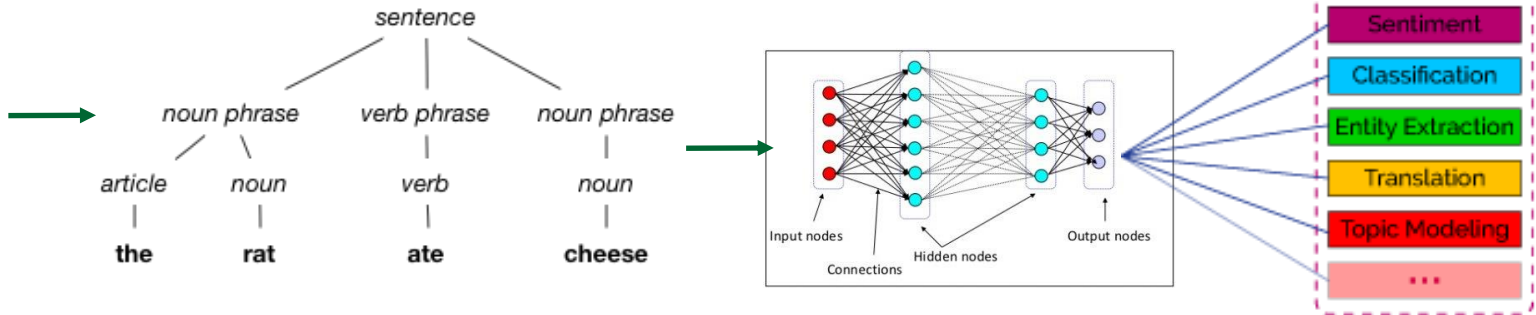 sentence
noun phrase
verb phrase
noun phrase
article
noun
verb
noun
the
rat
ate
cheese
Input nodes
Connections
Hidden nodes
Output nodes
Sentiment
Classification
Entity Extraction
Translation
Topic Modeling
...